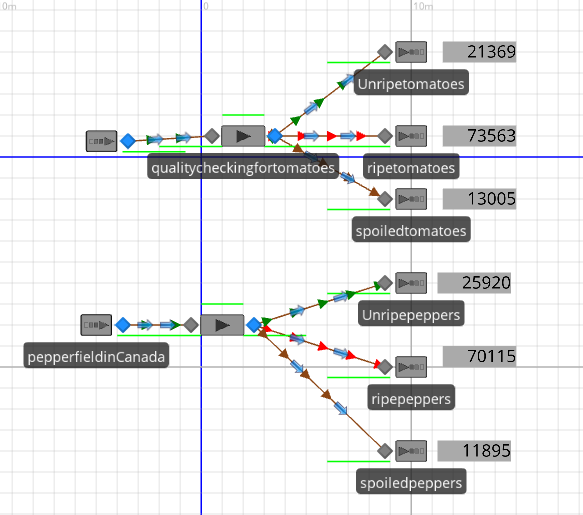 0m 0 10m
21369
Unripetomatoes
73563
qualitycheckingfortomatoes ripetomatoes
13005
spoiledtomatoes
25920
Unripepeppers
pepperfieldinCanada 70115
ripepeppers
11895
spoiledpeppers